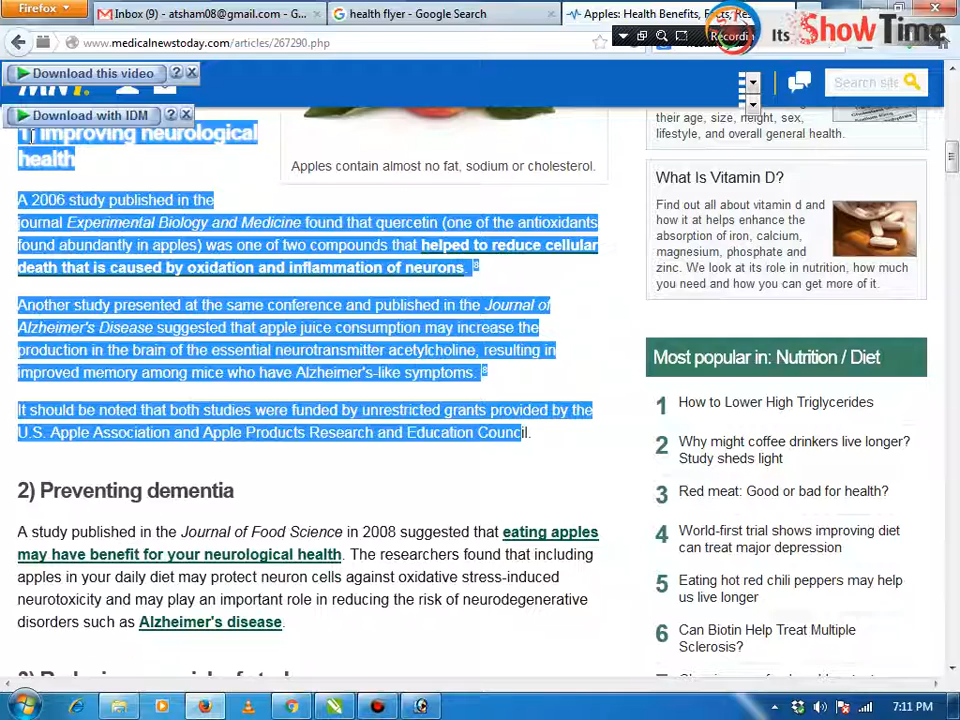 Firefox
Inbox (9) - atsham08@gmail.com - G...
health flyer - Google Search
Apples: Health Benefits, Facts, Res
Recordin
Its ShowTime
www.medicalnewstoday.com/articles/267290.php
Download this video
?
Search site
Download with IDM
?
1) Improving neurological
health
A 2006 study published in the
journal Experimental Biology and Medicine found that quercetin (one of the antioxidants
found abundantly in apples) was one of two compounds that helped to reduce cellular
death that is caused by oxidation and inflammation of neurons. 8
Another study presented at the same conference and published in the Journal of
Alzheimer's Disease suggested that apple juice consumption may increase the
production in the brain of the essential neurotransmitter acetylcholine, resulting in
improved memory among mice who have Alzheimer's-like symptoms. 8
It should be noted that both studies were funded by unrestricted grants provided by the
U.S. Apple Association and Apple Products Research and Education Council.
2) Preventing dementia
A study published in the Journal of Food Science in 2008 suggested that eating apples
may have benefit for your neurological health. The researchers found that including
apples in your daily diet may protect neuron cells against oxidative stress-induced
neurotoxicity and may play an important role in reducing the risk of neurodegenerative
disorders such as Alzheimer's disease.
Apples contain almost no fat, sodium or cholesterol.
their age, size, height, sex,
lifestyle, and overall general health.
What Is Vitamin D?
Find out all about vitamin d and
how it at helps enhance the
absorption of iron, calcium,
magnesium, phosphate and
zinc. We look at its role in nutrition, how much
you need and how you can get more of it.
Most popular in: Nutrition / Diet
1 How to Lower High Triglycerides
2 Why might coffee drinkers live longer?
Study sheds light
3 Red meat: Good or bad for health?
4 World-first trial shows improving diet
can treat major depression
5 Eating hot red chili peppers may help
us live longer
6 Can Biotin Help Treat Multiple
Sclerosis?
7:11 PM